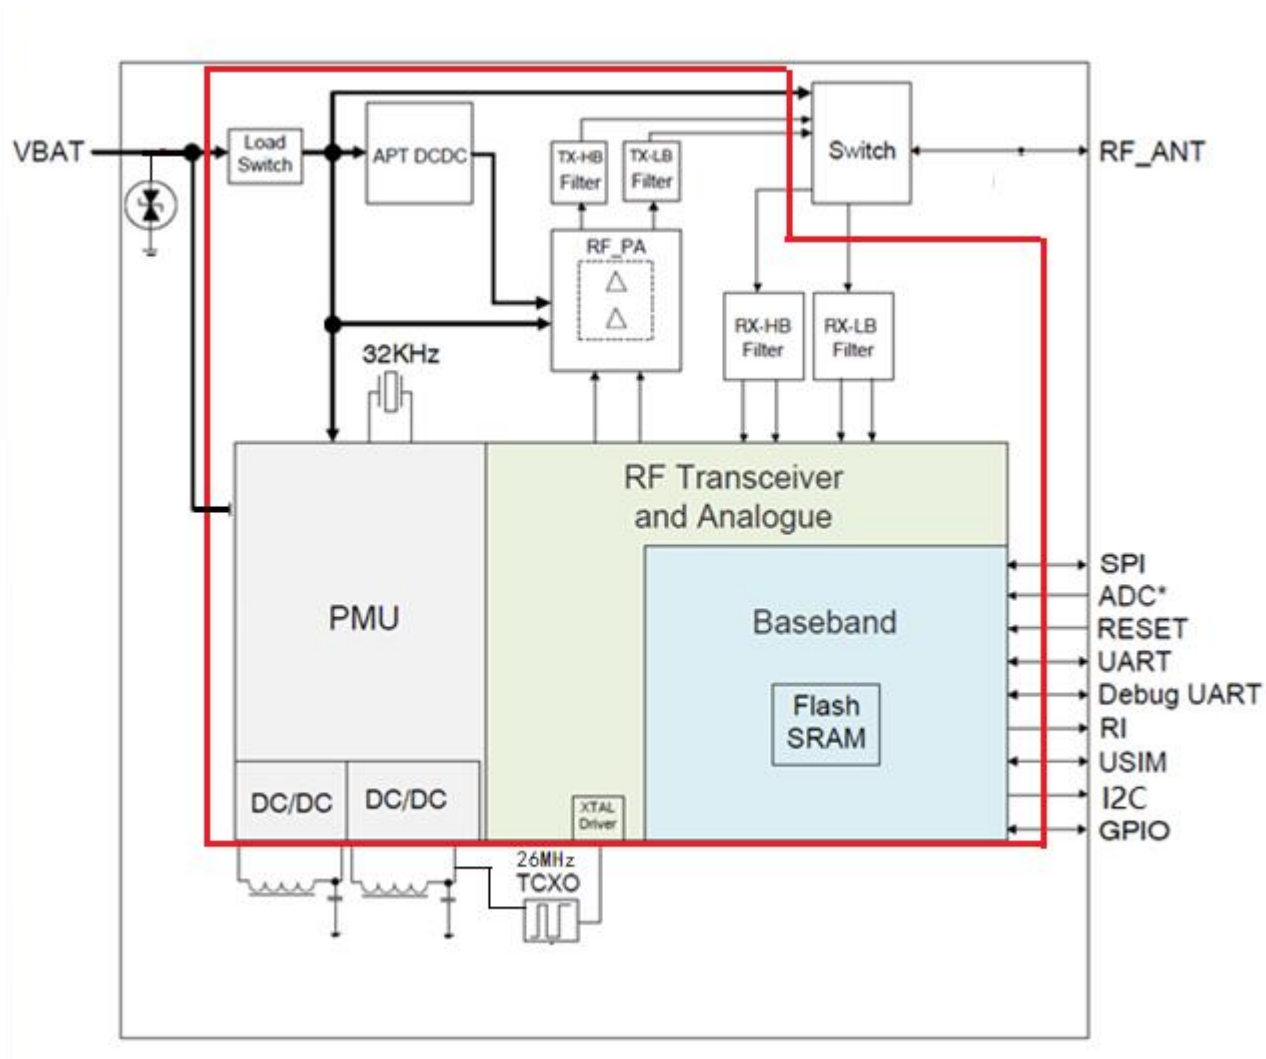 VBAT
Load
Switch
APT DCDC
TX-HB
Filter
TX-LB
Filter
Switch
RF_ANT
RF_PA
32KHz
RX-HB
Filter
RX-LB
Filter
RF Transceiver
and Analogue
PMU
Baseband
Flash
SRAM
SPI
ADC*
RESET
UART
Debug UART
RI
USIM
I2C
GPIO
DC/DC
DC/DC
XTAL
Driver
26MHz
TCXO